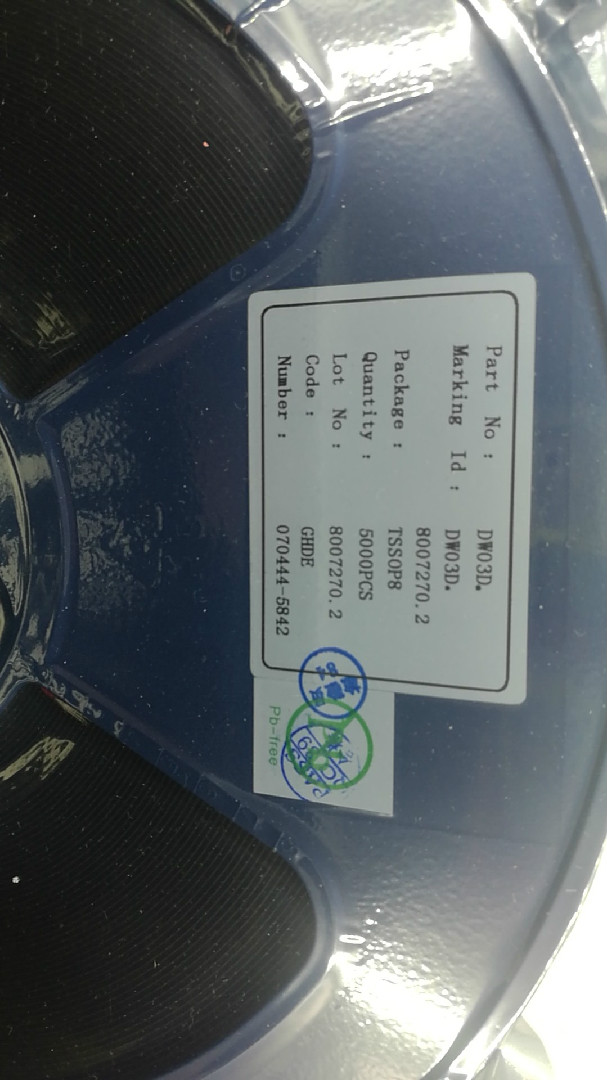 Part No : DW03D.
Marking Id : DW03D.
8007270.2
Package : TSSOP8
Quantity : 5000PCS
Lot No : 8007270.2
Code : GHDE
Number : 070444-5842
Pb-free